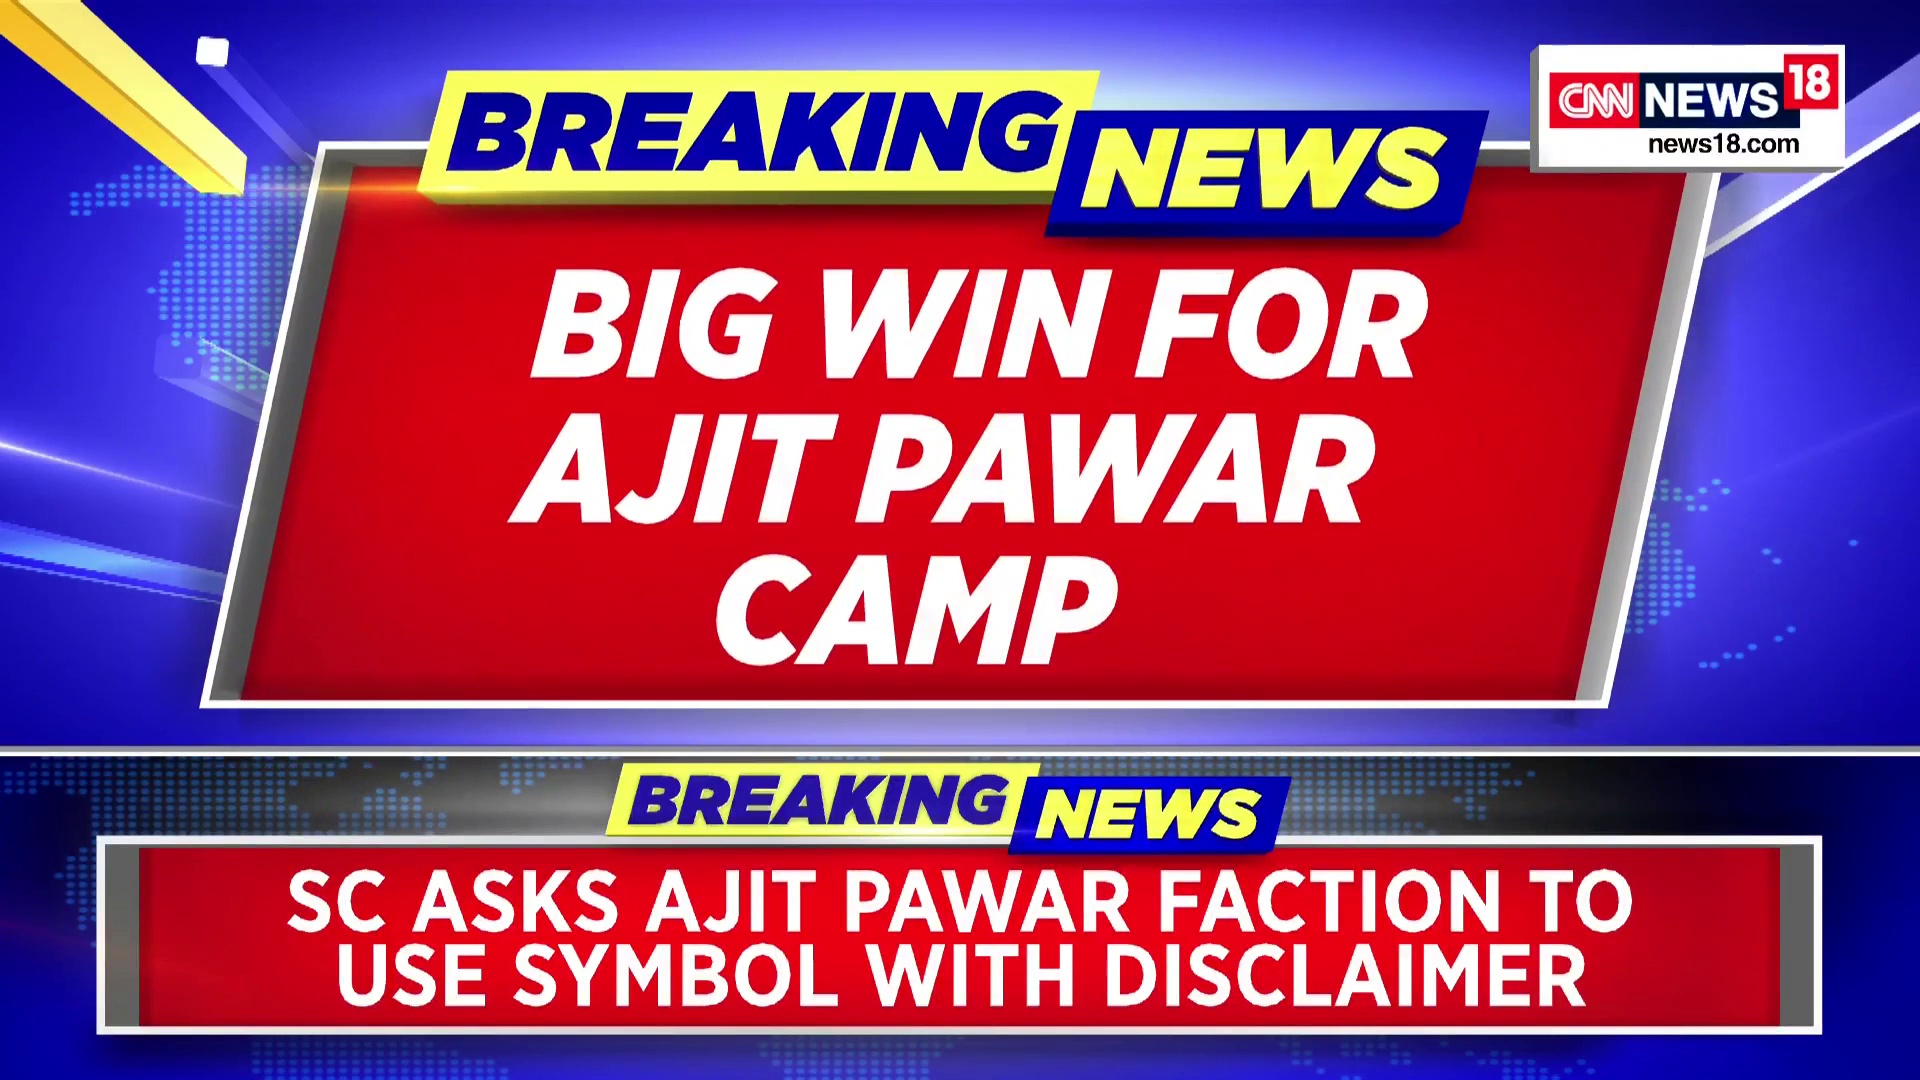 BREAKING
NEWS
CNN NEWS 18
news18.com
BIG WIN FOR
AJIT PAWAR
CAMP
BREAKING
NEWS
SC ASKS AJIT PAWAR FACTION TO
USE SYMBOL WITH DISCLAIMER